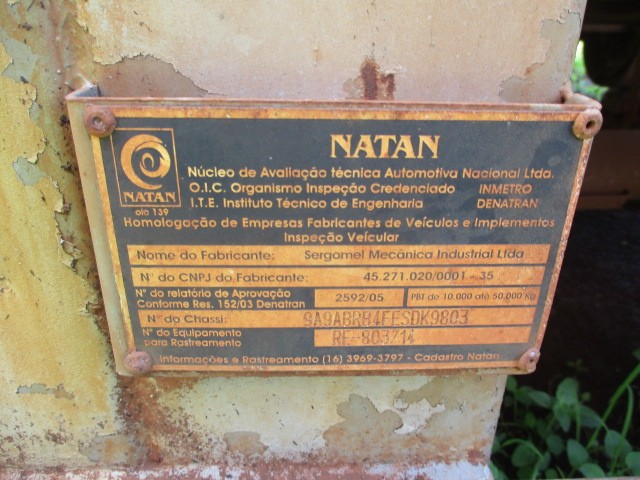 NATAN
NATAN
oic 139
Núcleo de Avaliação técnica Automotiva Nacional Ltda.
O.I.C. Organismo Inspeção Credenciado INMETRO
I.T.E. Instituto Técnico de Engenharia DENATRAN
Homologação de Empresas Fabricantes de Veículos e Implementos
Inspeção Veicular
Nome do Fabricante: Sergomel Mecânica Industrial Ltda
N° do CNPJ do Fabricante: 45.271.020/0001-35
N° do relatório de Aprovação
Conforme Res. 152/03 Denatran 2592/05 PBT de 10.000 até 50.000 Kg
N° do Chassi:
N° do Equipamento
para Rastreamento RE-803/14
Informações e Rastreamento (16) 3969-3797 - Cadastro Natan